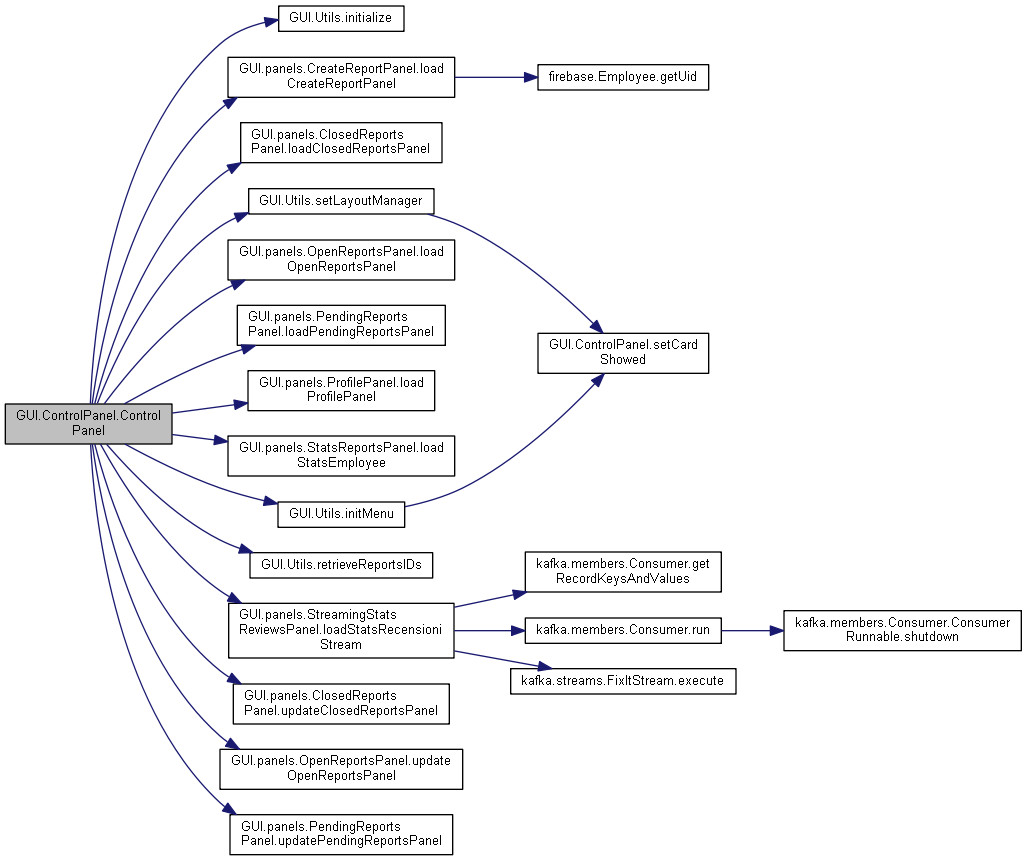 GUI.Utils.initialize
GUI.panels.CreateReportPanel.load
CreateReportPanel
firebase.Employee.getUid
GUI.panels.ClosedReports
Panel.loadClosedReportsPanel
GUI.Utils.setLayoutManager
GUI.panels.OpenReportsPanel.load
OpenReportsPanel
GUI.panels.PendingReports
Panel.loadPendingReportsPanel
GUI.ControlPanel.setCard
Showed
GUI.panels.ProfilePanel.load
ProfilePanel
GUI.ControlPanel.Control
Panel
GUI.panels.StatsReportsPanel.load
StatsEmployee
GUI.Utils.initMenu
GUI.Utils.retrieveReportsIDs
kafka.members.Consumer.get
RecordKeysAndValues
GUI.panels.StreamingStats
ReviewsPanel.loadStatsRecensioni
Stream
kafka.members.Consumer.run
kafka.members.Consumer.Consumer
Runnable.shutdown
kafka.streams.FixItStream.execute
GUI.panels.ClosedReports
Panel.updateClosedReportsPanel
GUI.panels.OpenReportsPanel.update
OpenReportsPanel
GUI.panels.PendingReports
Panel.updatePendingReportsPanel